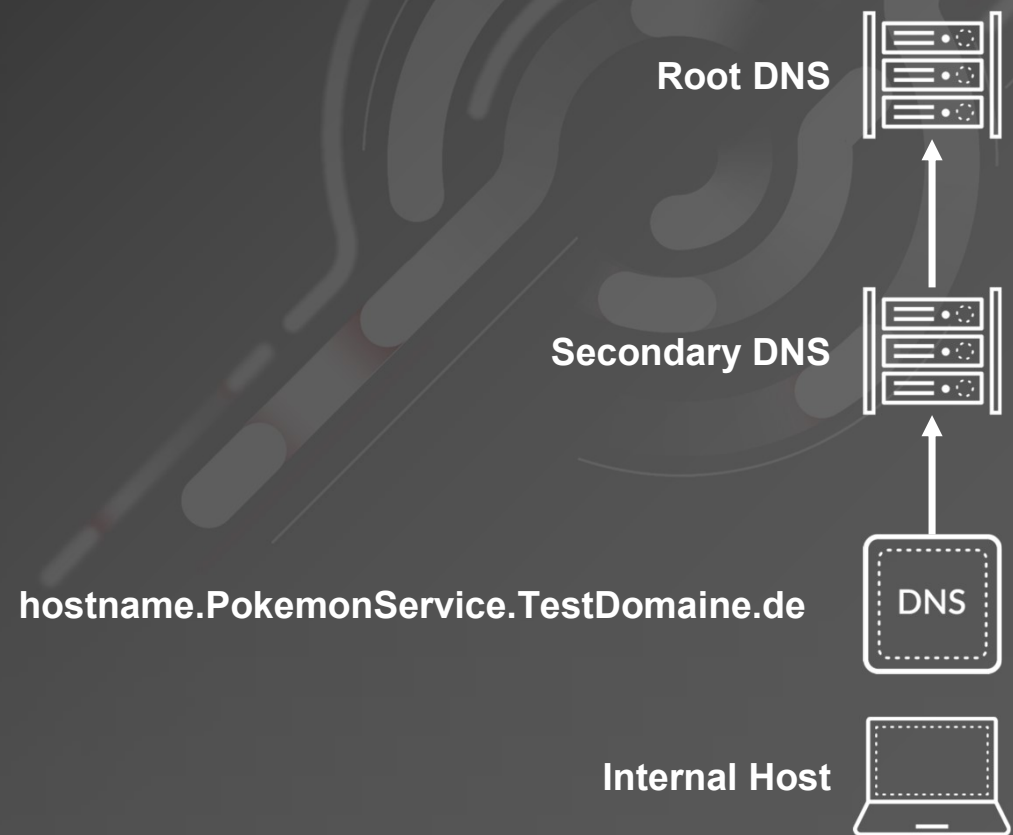 Root DNS
Secondary DNS
hostname.PokemonService.TestDomaine.de
DNS
Internal Host